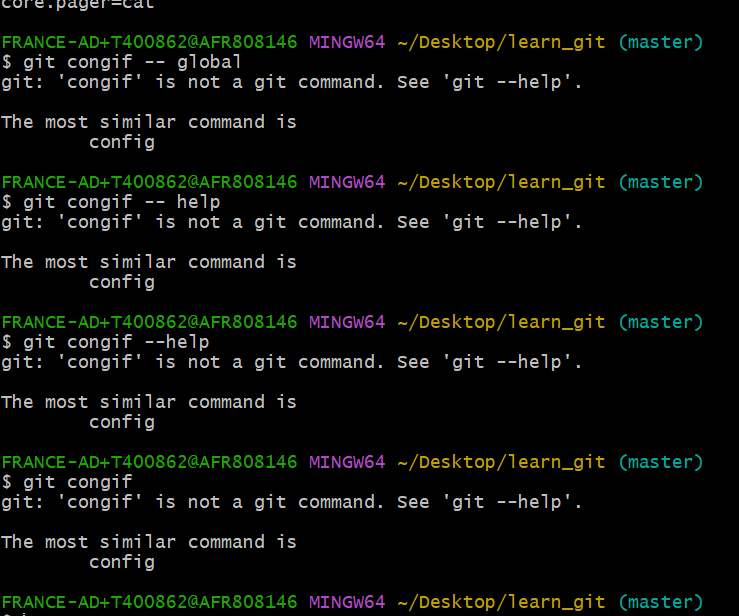 core.pager=cat
FRANCE-AD+T400862@AFR808146 MINGW64 ~/Desktop/learn_git (master)
$ git congif -- global
git: 'congif' is not a git command. See 'git --help'.
The most similar command is
config
FRANCE-AD+T400862@AFR808146 MINGW64 ~/Desktop/learn_git (master)
$ git congif -- help
git: 'congif' is not a git command. See 'git --help'.
The most similar command is
config
FRANCE-AD+T400862@AFR808146 MINGW64 ~/Desktop/learn_git (master)
$ git congif --help
git: 'congif' is not a git command. See 'git --help'.
The most similar command is
config
FRANCE-AD+T400862@AFR808146 MINGW64 ~/Desktop/learn_git (master)
$ git congif
git: 'congif' is not a git command. See 'git --help'.
The most similar command is
config
FRANCE-AD+T400862@AFR808146 MINGW64 ~/Desktop/learn_git (master)